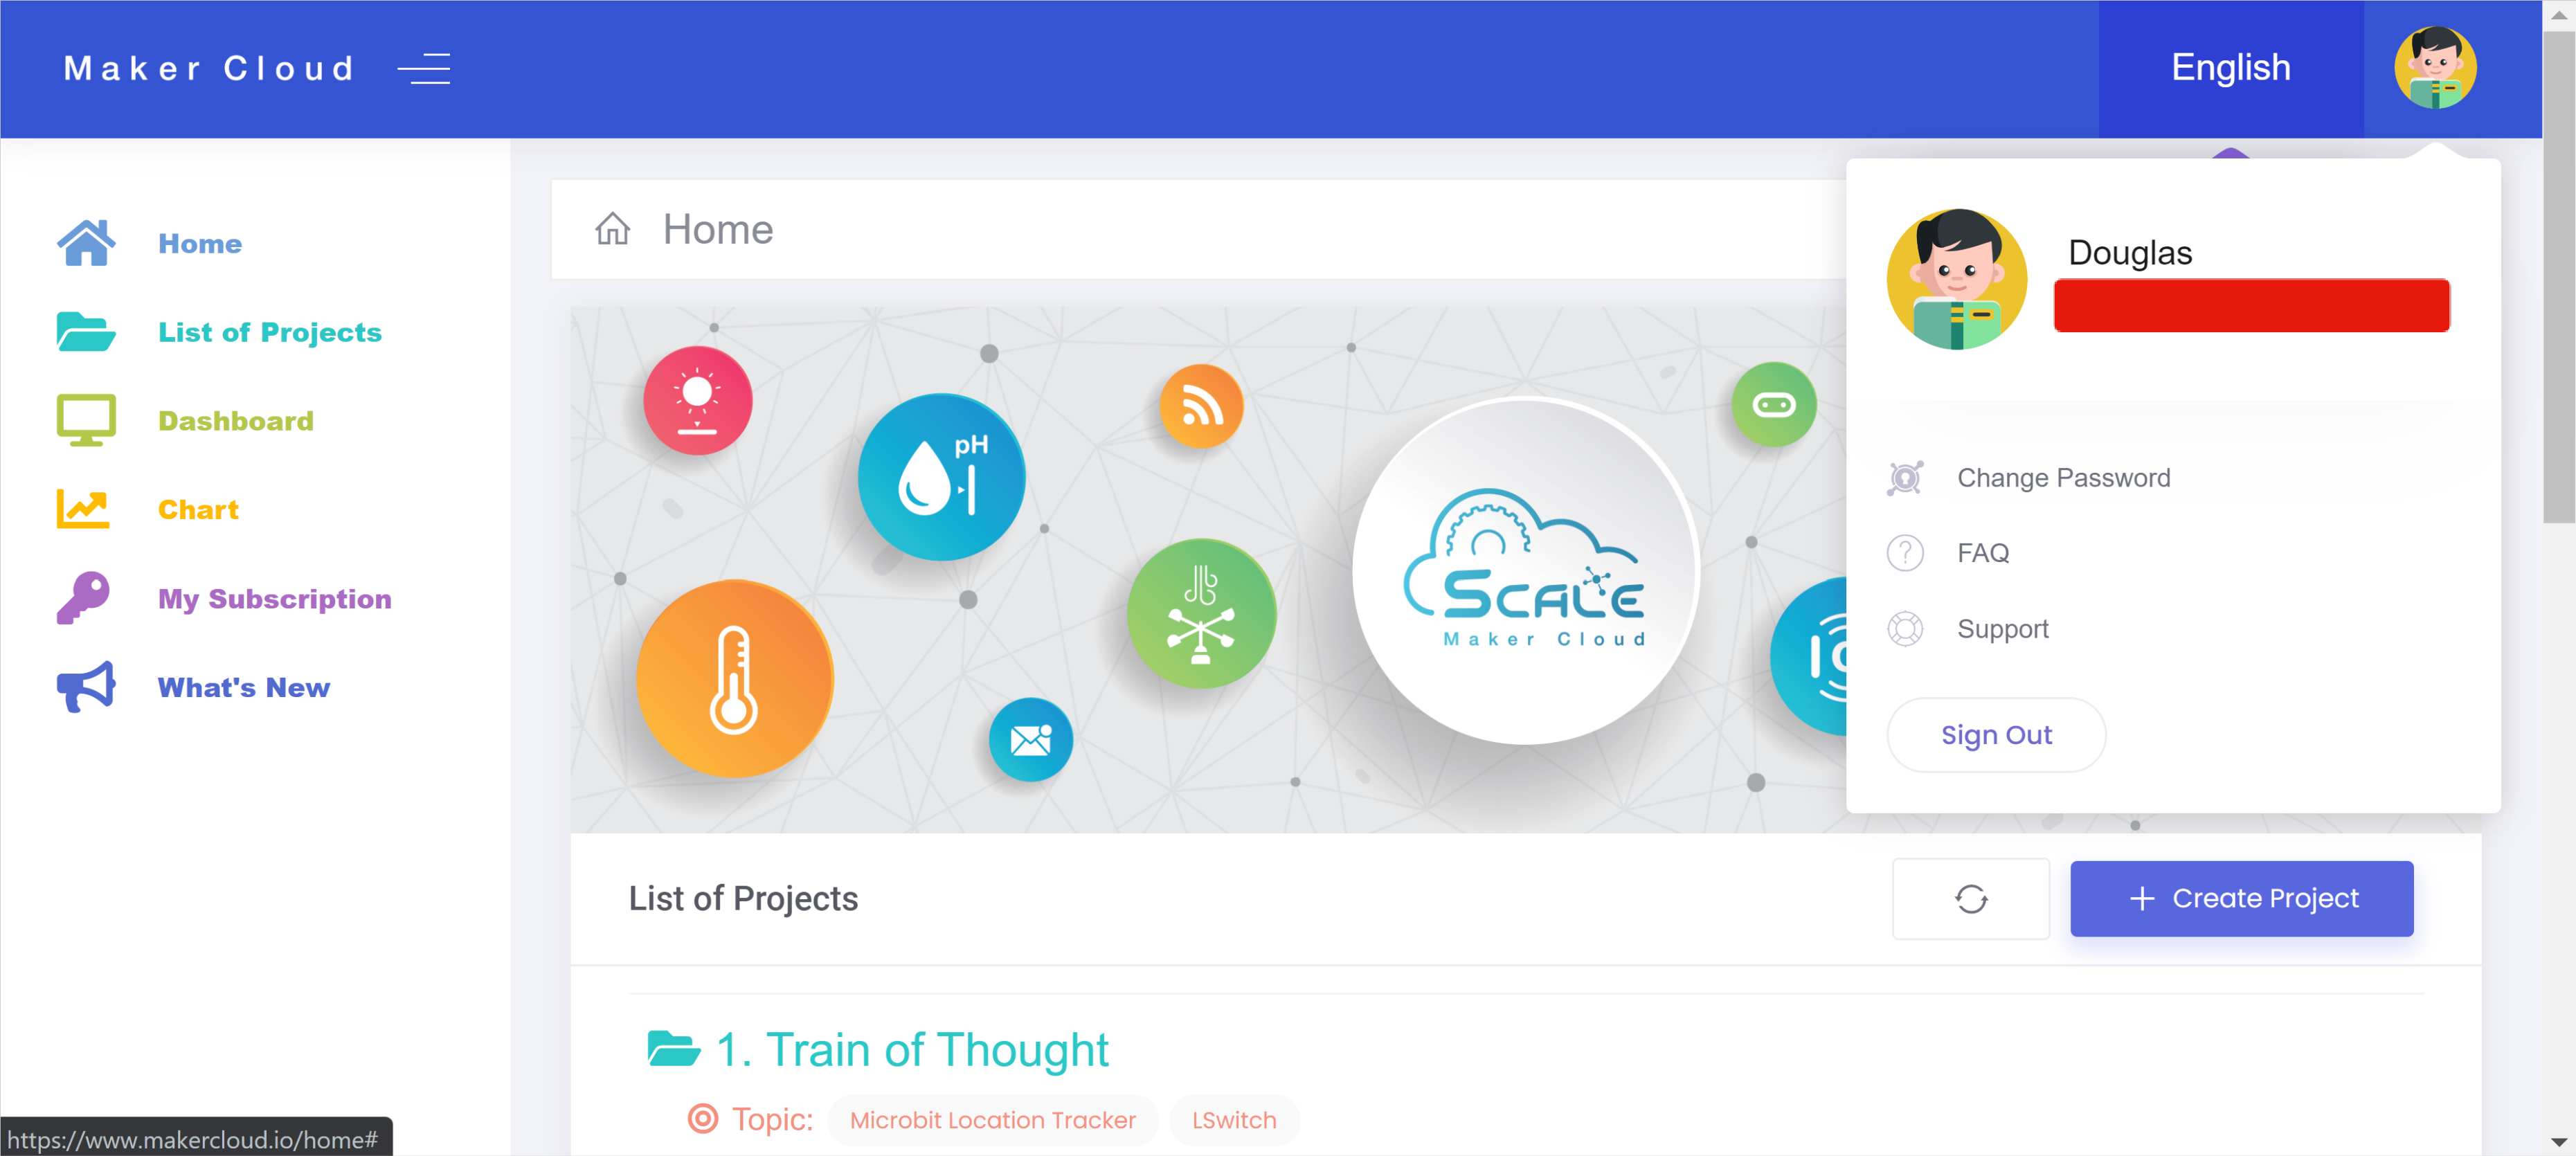 Maker Cloud
English
Home
List of Projects
Dashboard
Chart
My Subscription
What's New
Home
pH
SCALE
Maker Cloud
Douglas
Change Password
FAQ
Support
Sign Out
List of Projects
+ Create Project
1. Train of Thought
Topic: Microbit Location Tracker LSwitch
https://www.makercloud.io/home#